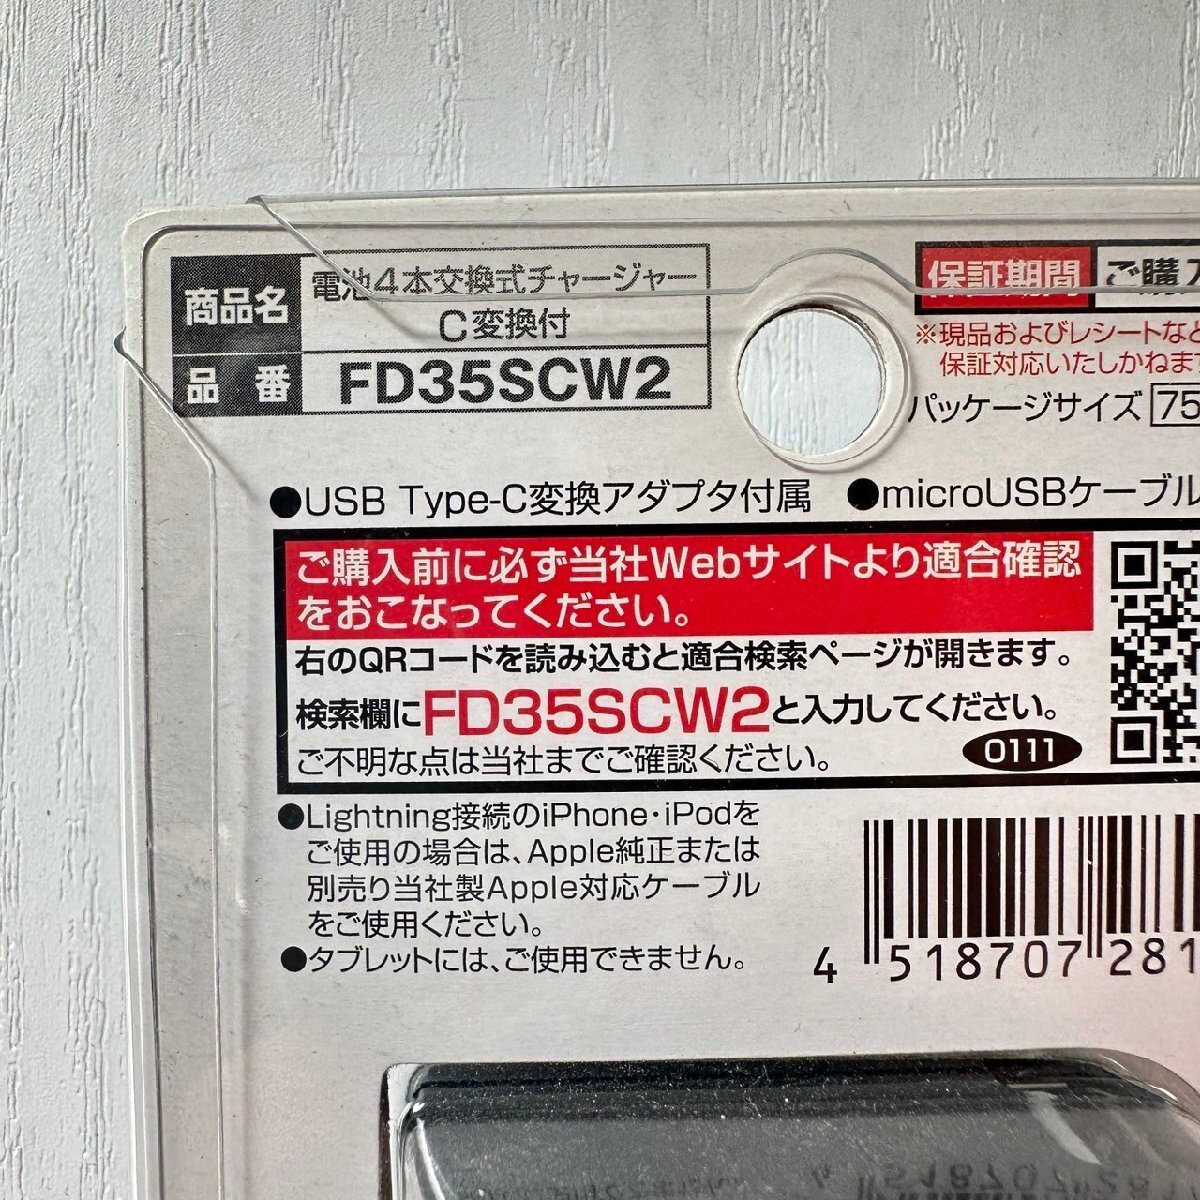 商品名
電池4本交換式チャージャー
C変換付
品番
FD35SCW2
保証期間
ご購入
※現品およびレシートなど
保証対応いたしかねます
パッケージサイズ 75
●USB Type-C変換アダプタ付属 ●microUSBケーブル
ご購入前に必ず当社Webサイトより適合確認
をおこなってください。
右のQRコードを読み込むと適合検索ページが開きます。
検索欄にFD35SCW2と入力してください。
ご不明な点は当社までご確認ください。
0111
●Lightning接続のiPhone・iPodを
ご使用の場合は、Apple純正または
別売り当社製Apple対応ケーブル
をご使用ください。
●タブレットには、ご使用できません。
4 518707 281